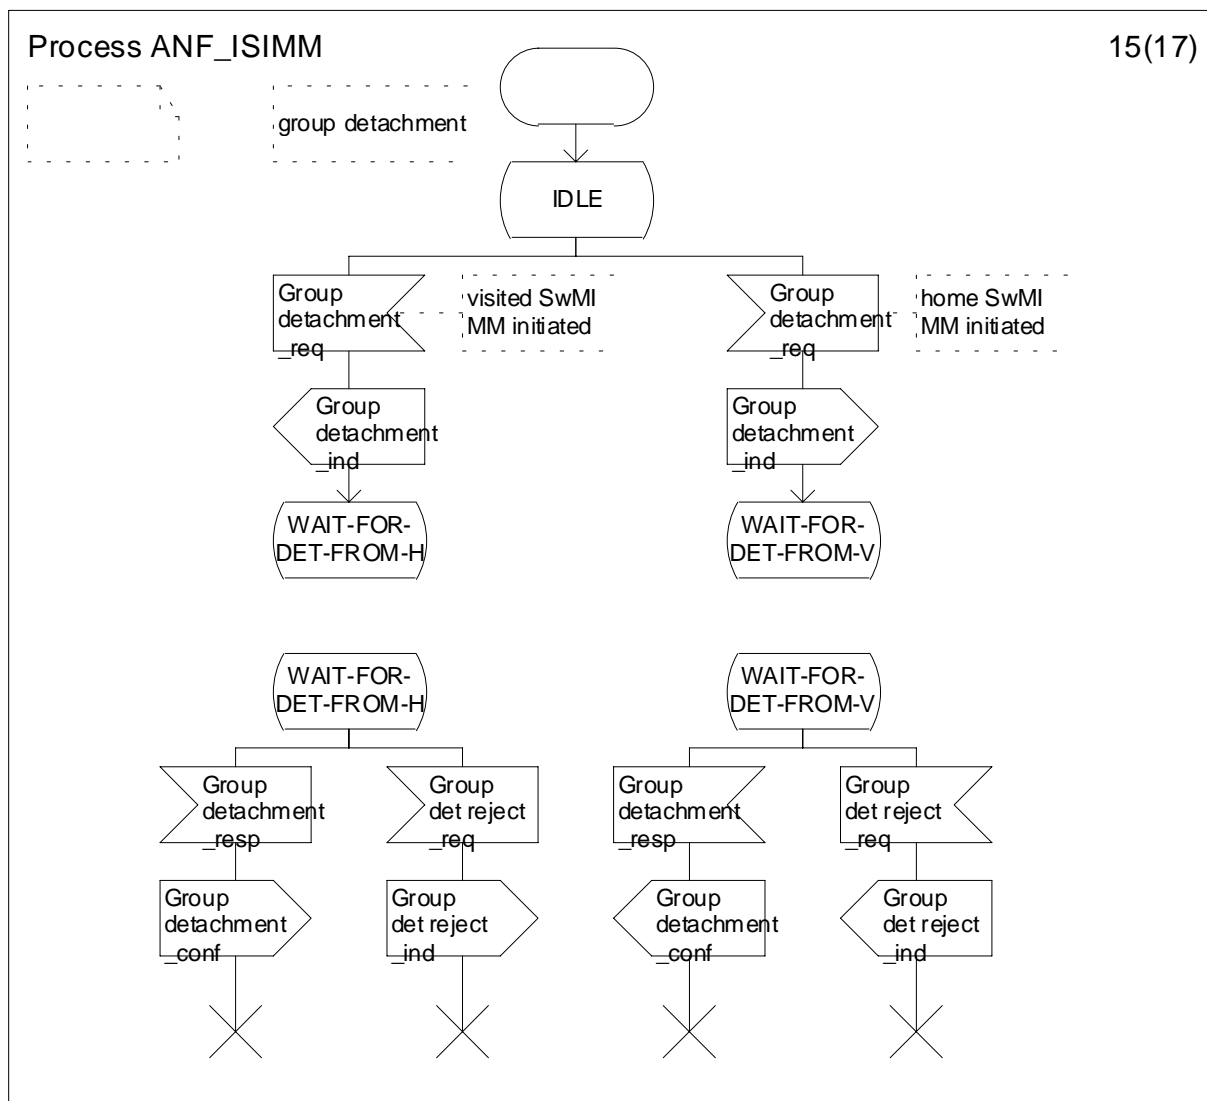 Process ANF_ISIMM
15(17)
group detachment
IDLE
Group
detachment
_req
visited SwMI
MM initiated
Group
detachment
_req
home SwMI
MM initiated
Group
detachment
_ind
Group
detachment
_ind
WAIT-FOR-
DET-FROM-H
WAIT-FOR-
DET-FROM-V
WAIT-FOR-
DET-FROM-H
WAIT-FOR-
DET-FROM-V
Group
detachment
_resp
Group
det reject
_req
Group
detachment
_resp
Group
det reject
_req
Group
detachment
_conf
Group
det reject
_ind
Group
detachment
_conf
Group
det reject
_ind